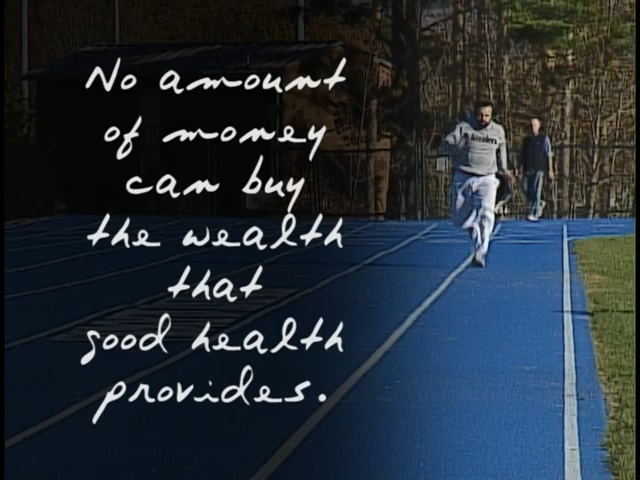 No amount
of money
can buy
the wealth
that
good health
provides.